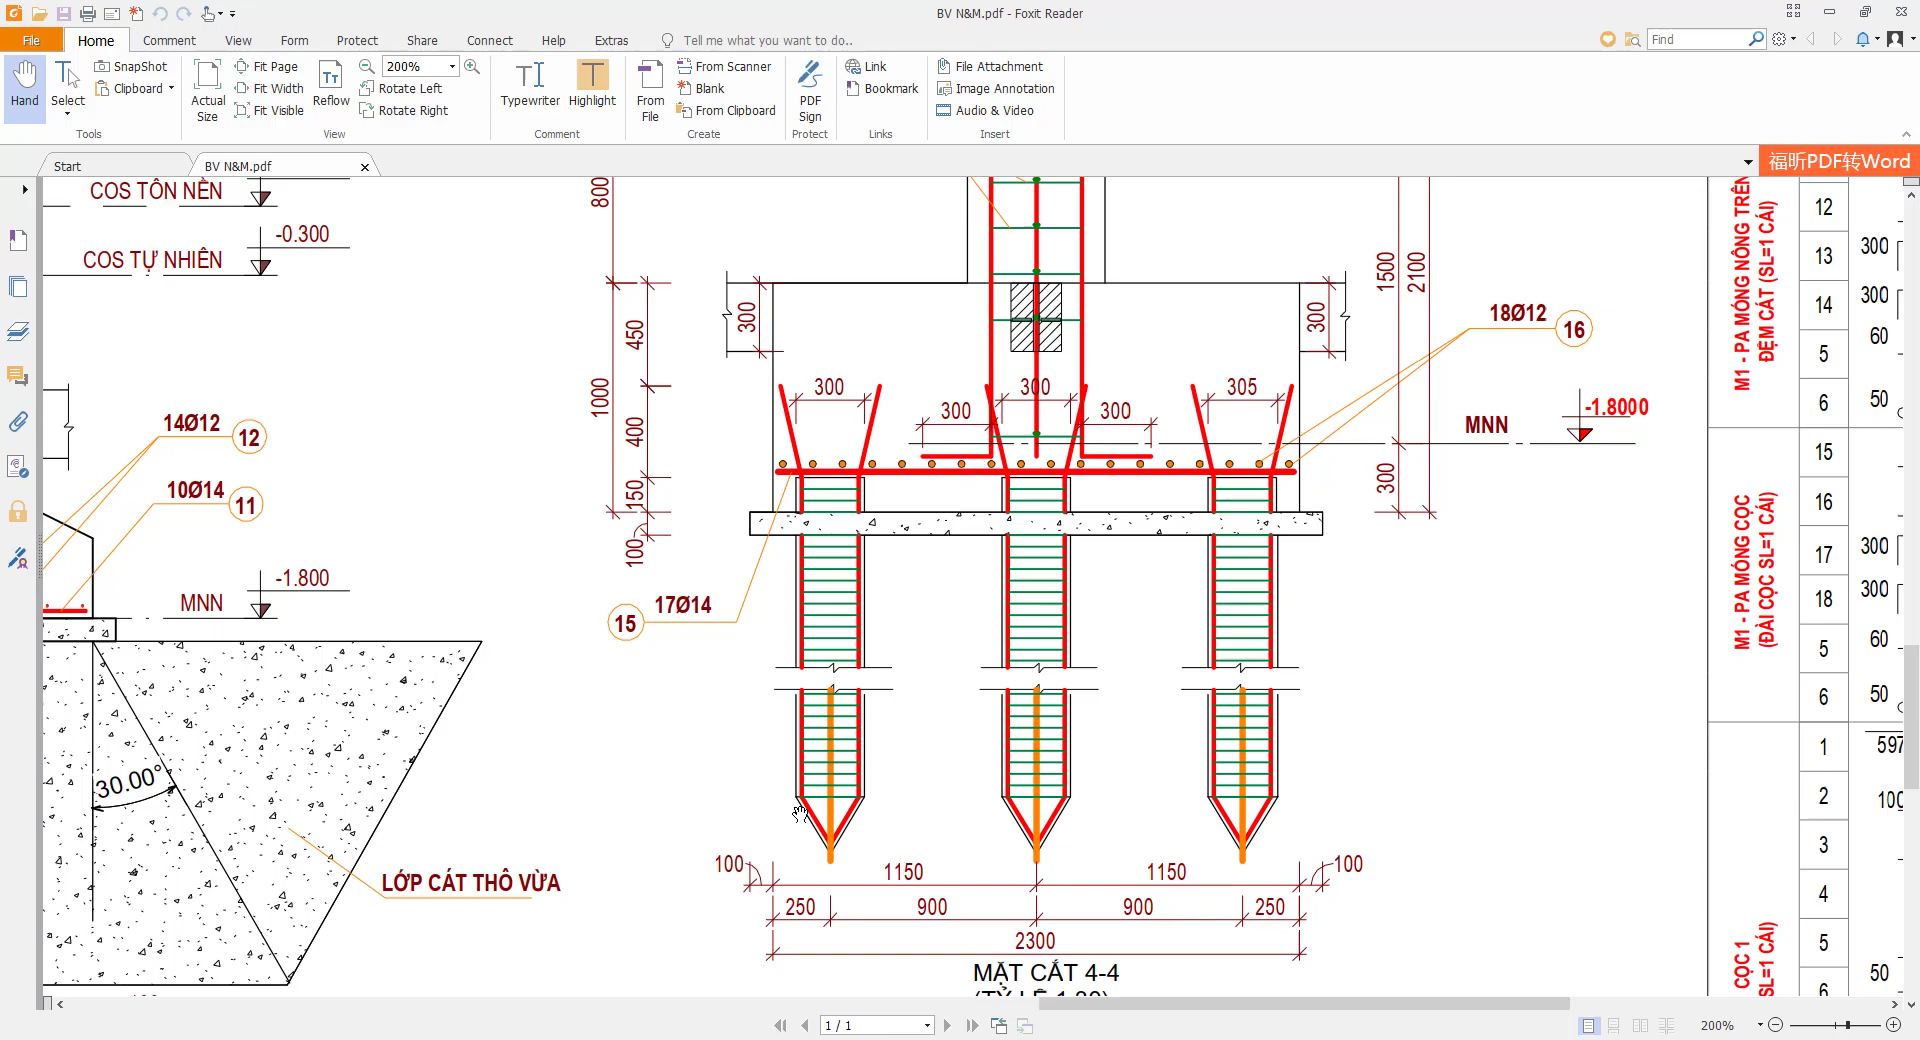 BV N&M.pdf - Foxit Reader
File Home Comment View Form Protect Share Connect Help Extras Tell me what you want to do.. Find
Hand
Select
SnapShot
Clipboard
Tools
Actual Size
Fit Page
Fit Width
Fit Visible
Reflow
200%
Rotate Left
Rotate Right
View
Typewriter
Highlight
Comment
From File
From Scanner
Blank
From Clipboard
Create
PDF Sign
Protect
Link
Bookmark
Links
File Attachment
Image Annotation
Audio & Video
Insert
Start
BV N&M.pdf
福昕PDF转Word
COS TÔN NỀN
-0.300
COS TỰ NHIÊN
14Ø12 12
10Ø14 11
-1.800
MNN
30.00°
LỚP CÁT THÔ VỪA
800
1000
450
400
150
100
300
300
300
300
305
300
300
18Ø12 16
1500
2100
300
MNN
-1.8000
17Ø14
15
100 1150 1150 100
250 900 900 250
2300
MẶT CẮT 4-4
M1 - PA MÓNG NÔNG TRÊN
ĐỆM CÁT (SL=1 CÁI)
12
13 300
14 300
5 60
6 50
M1 - PA MÓNG CỌC
(ĐÀI CỌC SL=1 CÁI)
15
16
17 300
18 300
5 60
6 50
CỌC 1
SL=1 CÁI)
1 597
2
3
4
5
6 50
1 / 1
200%